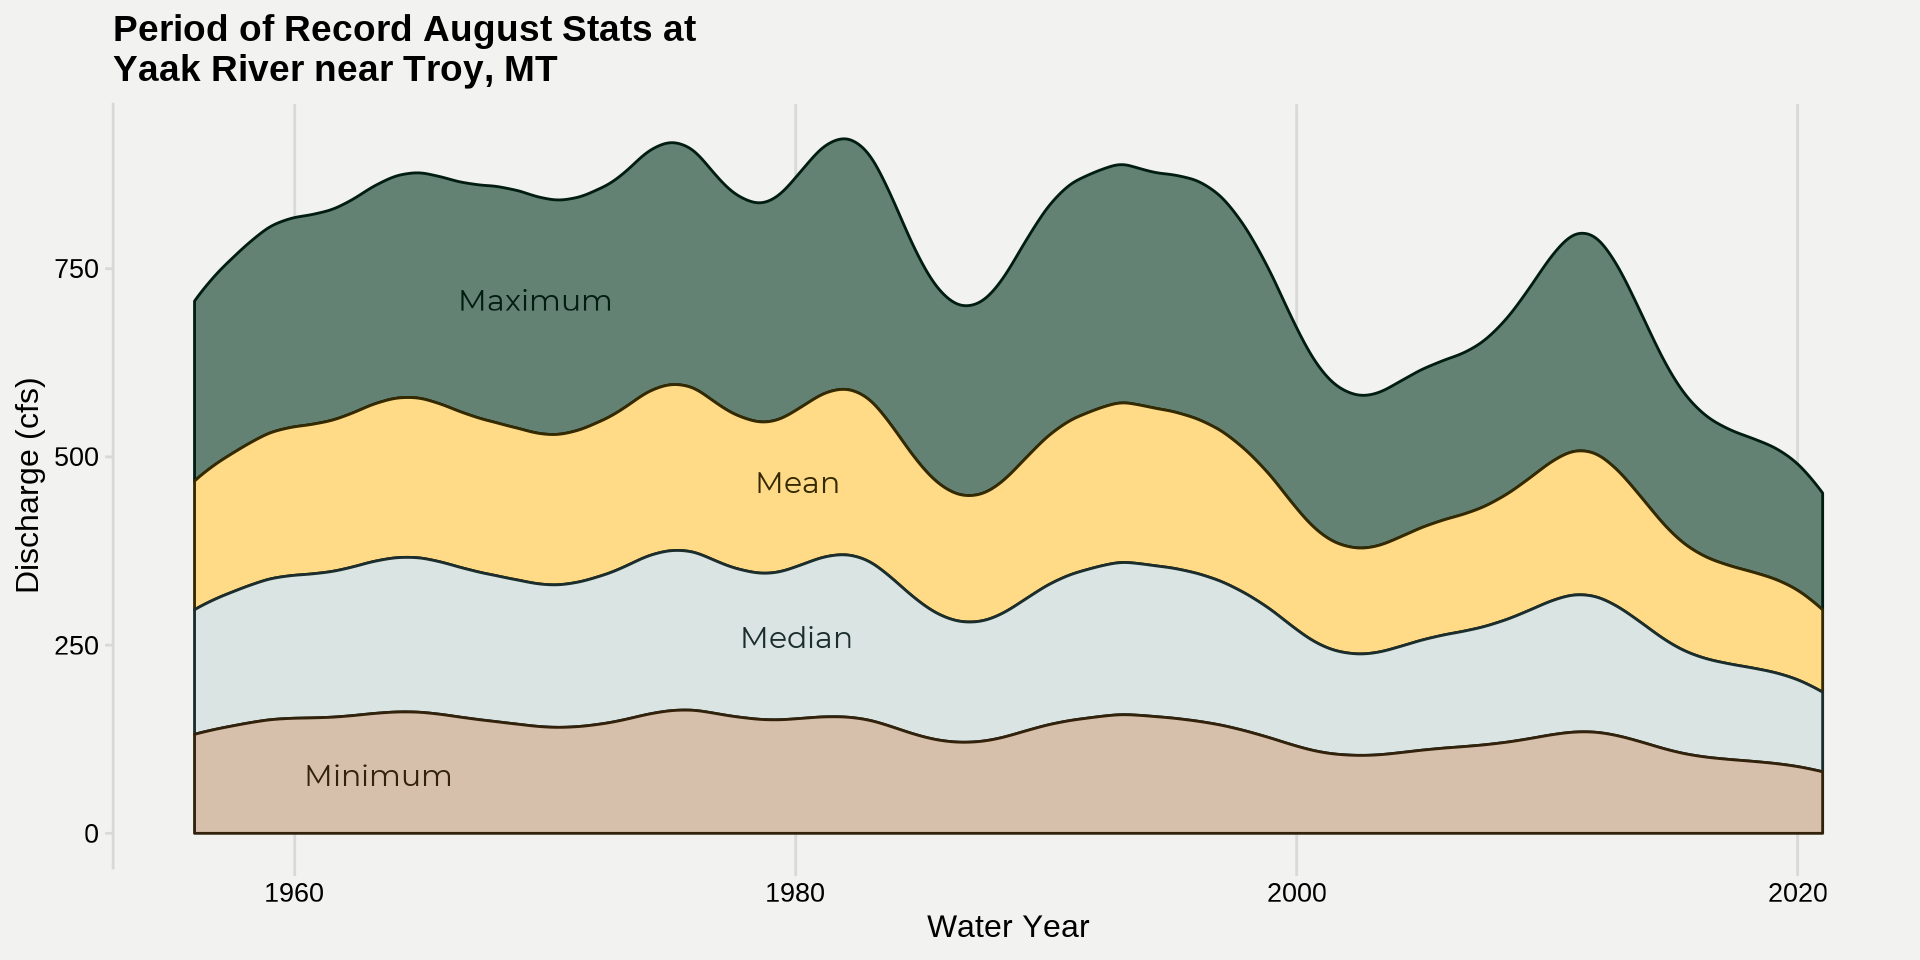 Period of Record August Stats at
Yaak River near Troy, MT
Discharge (cfs)
750
500
250
0
Maximum
Mean
Median
Minimum
1960
1980
2000
2020
Water Year